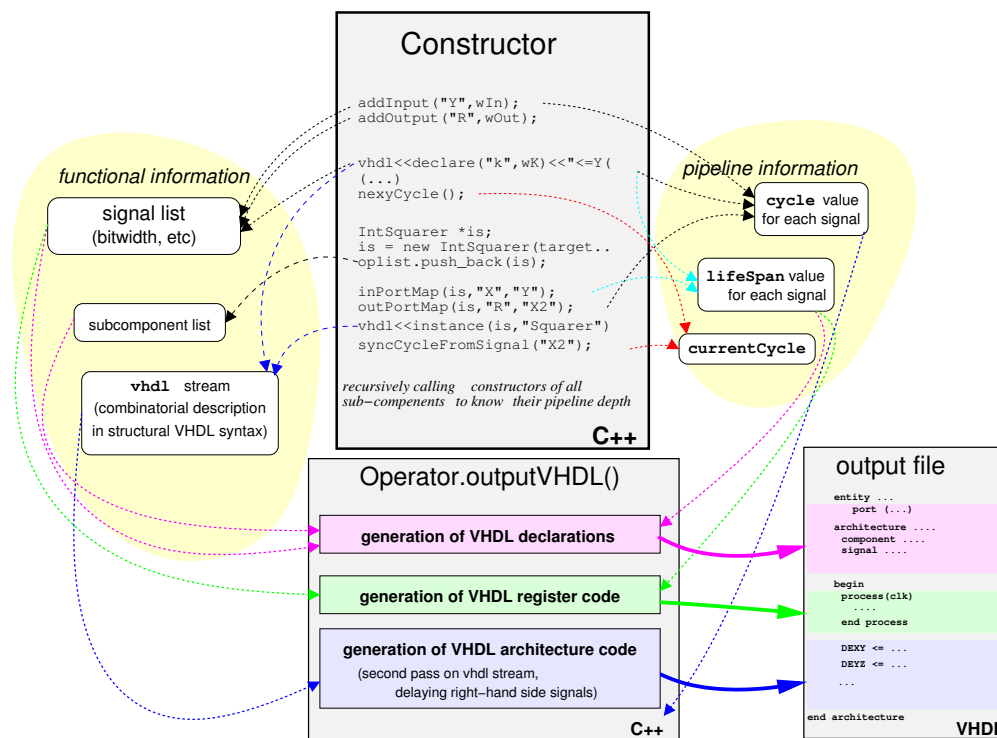 Constructor
addInput("Y",wIn);
addOutput("R",wOut);
vhdl<<declare("k",wK)<<"<=Y(
(...)
nexyCycle();
IntSquarer *is;
is = new IntSquarer(target..
oplist.push_back(is);
inPortMap(is,"X","Y");
outPortMap(is,"R","X2");
vhdl<<instance(is,"Squarer")
syncCycleFromSignal("X2");
recursively calling constructors of all
sub-compenents to know their pipeline depth
C++
functional information
signal list
(bitwidth, etc)
subcomponent list
vhdl stream
(combinatorial description
in structural VHDL syntax)
pipeline information
cycle value
for each signal
lifeSpan value
for each signal
currentCycle
Operator.outputVHDL()
generation of VHDL declarations
generation of VHDL register code
generation of VHDL architecture code
(second pass on vhdl stream,
delaying right-hand side signals)
C++
output file
entity ...
port (...)
architecture ....
component ....
signal ....
begin
process(clk)
....
end process
DEXY <= ...
DEYZ <= ...
...
end architecture
VHDL